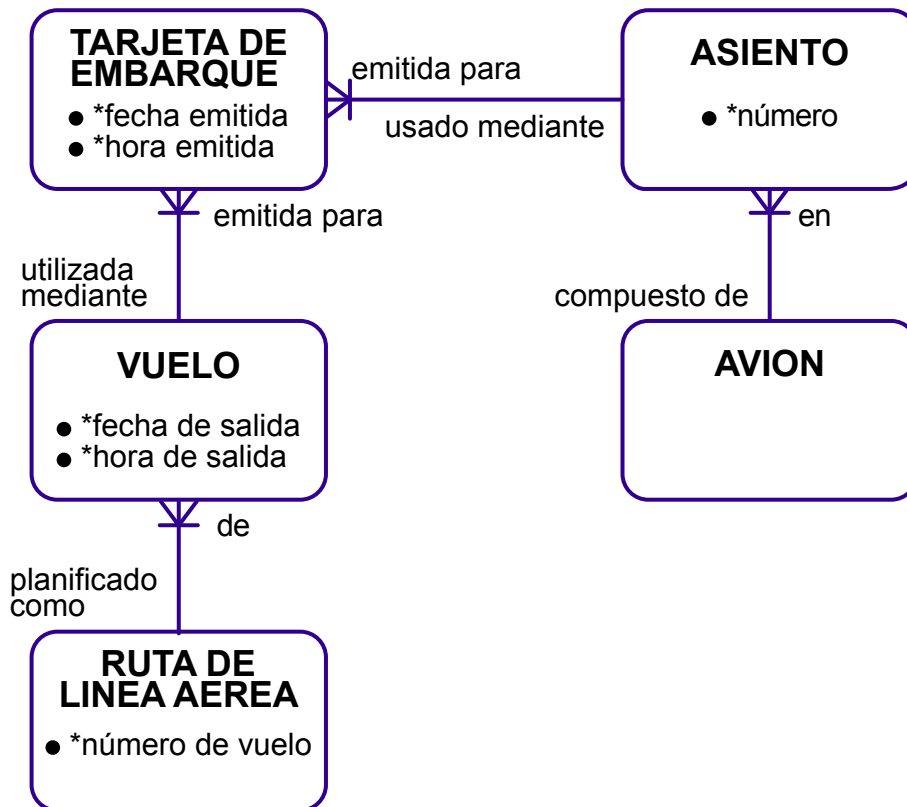 TARJETA DE
EMBARQUE
● *fecha emitida
● *hora emitida
emitida para
usado mediante
ASIENTO
● *número
emitida para
utilizada
mediante
en
compuesto de
VUELO
● *fecha de salida
● *hora de salida
AVION
de
planificado
como
RUTA DE
LINEA AEREA
● *número de vuelo